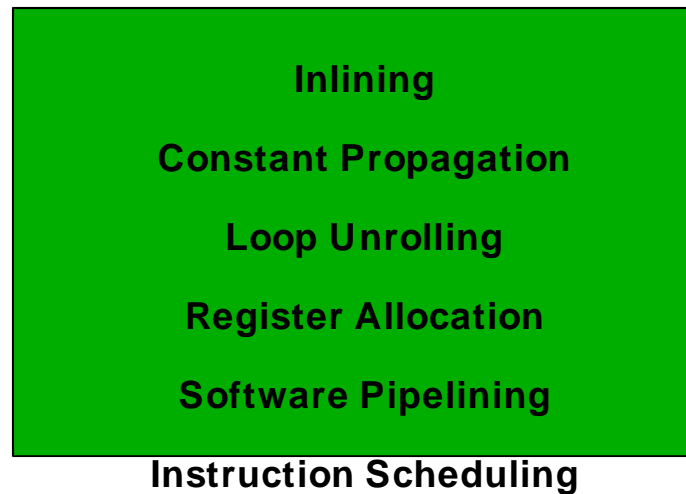 Inlining
Constant Propagation
Loop Unrolling
Register Allocation
Software Pipelining
Instruction Scheduling